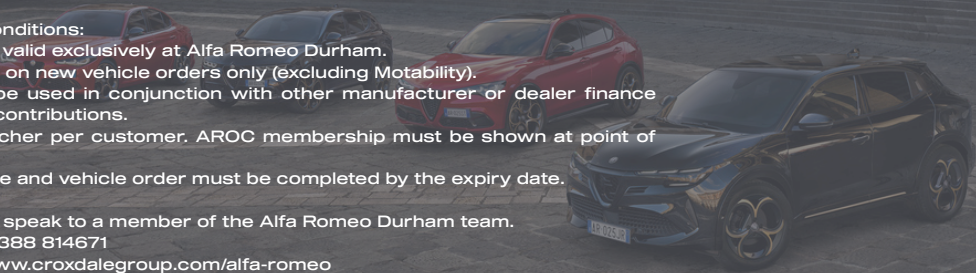 onditions:
valid exclusively at Alfa Romeo Durham.
on new vehicle orders only (excluding Motability).
be used in conjunction with other manufacturer or dealer finance
contributions.
cher per customer. AROC membership must be shown at point of
e and vehicle order must be completed by the expiry date.
speak to a member of the Alfa Romeo Durham team.
388 814671
ww.croxdalegroup.com/alfa-romeo
AR 025JR